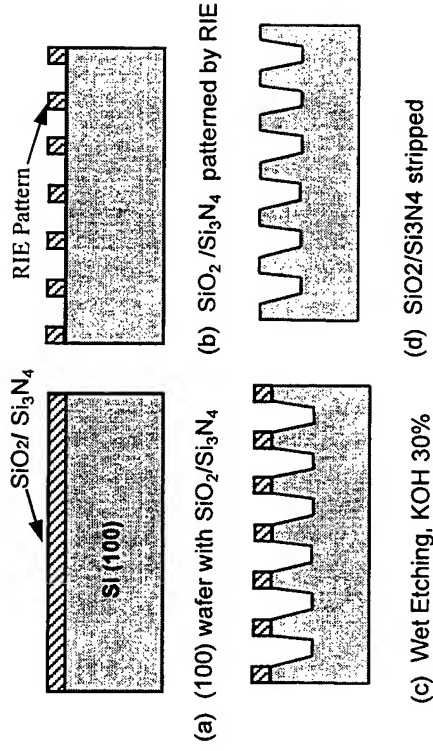 SiO₂/ Si₃N₄
SI (100)
(a) (100) wafer with SiO₂/Si₃N₄
RIE Pattern
(b) SiO₂ /Si₃N₄ patterned by RIE
(c) Wet Etching, KOH 30%
(d) SiO2/Si3N4 stripped